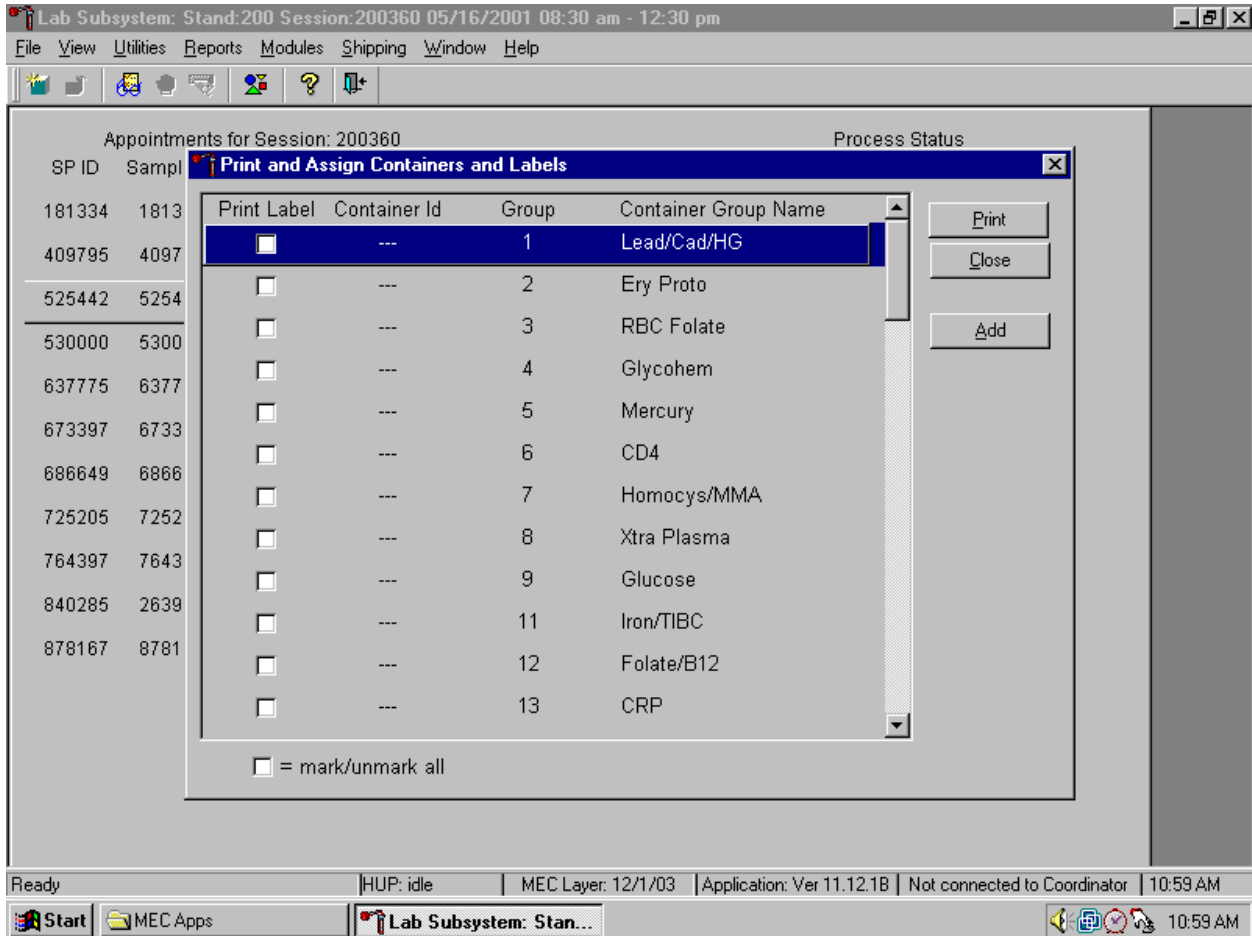 Lab Subsystem: Stand:200 Session:200360 05/16/2001 08:30 am - 12:30 pm
File View Utilities Reports Modules Shipping Window Help
Appointments for Session: 200360 Process Status
SP ID Sampl
181334 1813
409795 4097
525442 5254
530000 5300
637775 6377
673397 6733
686649 6866
725205 7252
764397 7643
840285 2639
878167 8781
Print and Assign Containers and Labels
Print Label Container Id Group Container Group Name
--- 1 Lead/Cad/HG
--- 2 Ery Proto
--- 3 RBC Folate
--- 4 Glycohem
--- 5 Mercury
--- 6 CD4
--- 7 Homocys/MMA
--- 8 Xtra Plasma
--- 9 Glucose
--- 11 Iron/TIBC
--- 12 Folate/B12
--- 13 CRP
= mark/unmark all
Print
Close
Add
Ready HUP: idle MEC Layer: 12/1/03 Application: Ver 11.12.1B Not connected to Coordinator 10:59 AM
Start MEC Apps Lab Subsystem: Stan... 10:59 AM